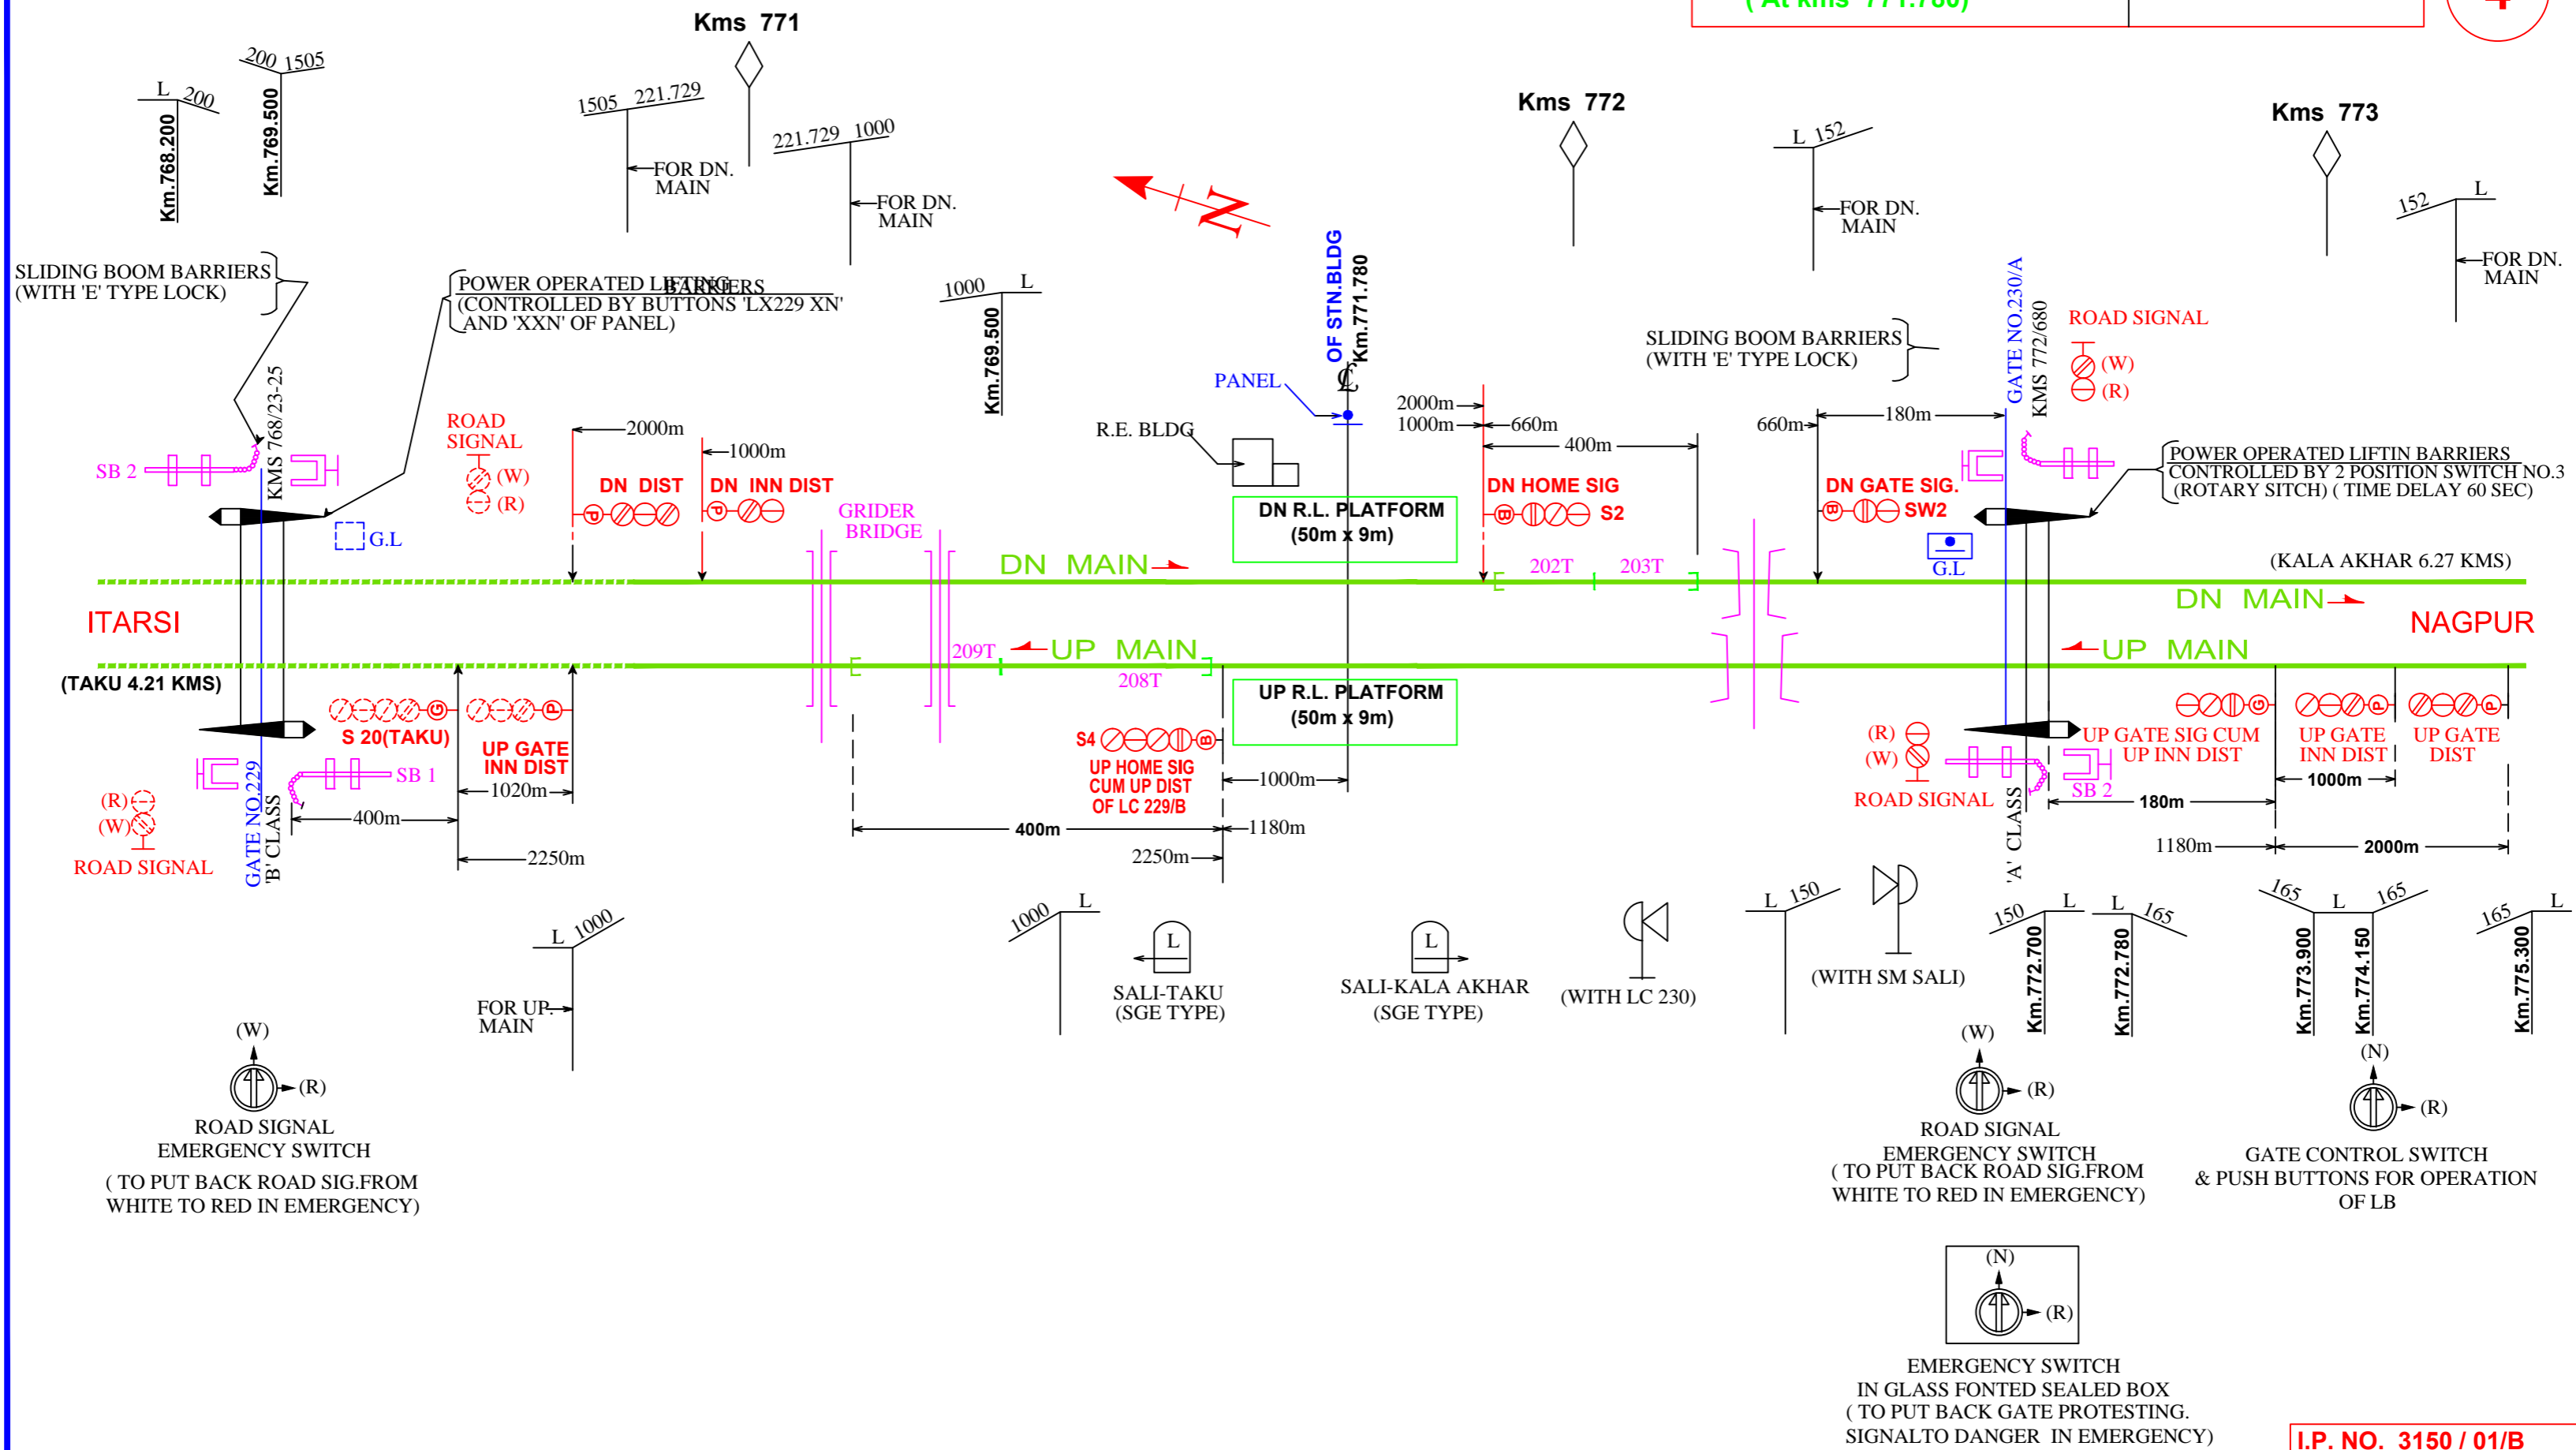 ( At kms 771.780)
4
Kms 771
200 1505
L 200
Km.768.200
Km.769.500
1505 221.729
FOR DN.
MAIN
221.729 1000
FOR DN.
MAIN
Kms 772
L 152
FOR DN.
MAIN
Kms 773
152 L
FOR DN.
MAIN
N
SLIDING BOOM BARRIERS
(WITH 'E' TYPE LOCK)
POWER OPERATED LIFTING
BARRIERS
(CONTROLLED BY BUTTONS 'LX229 XN'
AND 'XXN' OF PANEL)
1000 L
Km.769.500
OF STN.BLDG
Km.771.780
PANEL
R.E. BLDG
SLIDING BOOM BARRIERS
(WITH 'E' TYPE LOCK)
GATE NO.230/A
KMS 772/680
ROAD SIGNAL
(W)
(R)
KMS 768/23-25
SB 2
ROAD
SIGNAL
(W)
(R)
2000m
1000m
2000m
1000m
660m
400m
660m
180m
POWER OPERATED LIFTIN BARRIERS
CONTROLLED BY 2 POSITION SWITCH NO.3
(ROTARY SITCH) ( TIME DELAY 60 SEC)
DN DIST
P
DN INN DIST
P
GRIDER
BRIDGE
DN R.L. PLATFORM
(50m x 9m)
DN HOME SIG
B
S2
DN GATE SIG.
B
SW2
G.L
G.L
DN MAIN
202T
203T
(KALA AKHAR 6.27 KMS)
DN MAIN
ITARSI
NAGPUR
209T
UP MAIN
UP MAIN
208T
(TAKU 4.21 KMS)
G
S 20(TAKU)
P
UP GATE
INN DIST
UP R.L. PLATFORM
(50m x 9m)
S4
B
UP HOME SIG
CUM UP DIST
OF LC 229/B
(R)
(W)
ROAD SIGNAL
G
UP GATE SIG CUM
UP INN DIST
P
UP GATE
INN DIST
P
UP GATE
DIST
SB 1
SB 2
(R)
(W)
ROAD SIGNAL
GATE NO.229
'B' CLASS
400m
1020m
2250m
400m
1000m
1180m
2250m
'A' CLASS
180m
1000m
1180m
2000m
L 1000
FOR UP.
MAIN
1000 L
L
SALI-TAKU
(SGE TYPE)
L
SALI-KALA AKHAR
(SGE TYPE)
(WITH LC 230)
L 150
(WITH SM SALI)
150 L
Km.772.700
L 165
Km.772.780
165 L 165
Km.773.900
Km.774.150
165 L
Km.775.300
(W)
(R)
ROAD SIGNAL
EMERGENCY SWITCH
( TO PUT BACK ROAD SIG.FROM
WHITE TO RED IN EMERGENCY)
(W)
(R)
ROAD SIGNAL
EMERGENCY SWITCH
( TO PUT BACK ROAD SIG.FROM
WHITE TO RED IN EMERGENCY)
(N)
(R)
GATE CONTROL SWITCH
& PUSH BUTTONS FOR OPERATION
OF LB
(N)
(R)
EMERGENCY SWITCH
IN GLASS FONTED SEALED BOX
( TO PUT BACK GATE PROTESTING.
SIGNALTO DANGER IN EMERGENCY)
I.P. NO. 3150 / 01/B